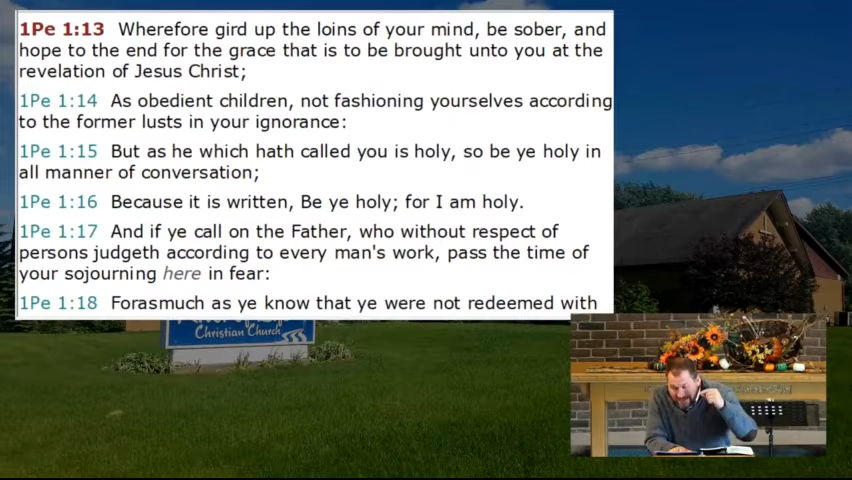 1Pe 1:13 Wherefore gird up the loins of your mind, be sober, and
hope to the end for the grace that is to be brought unto you at the
revelation of Jesus Christ;
1Pe 1:14 As obedient children, not fashioning yourselves according
to the former lusts in your ignorance:
1Pe 1:15 But as he which hath called you is holy, so be ye holy in
all manner of conversation;
1Pe 1:16 Because it is written, Be ye holy; for I am holy.
1Pe 1:17 And if ye call on the Father, who without respect of
persons judgeth according to every man's work, pass the time of
your sojourning here in fear:
1Pe 1:18 Forasmuch as ye know that ye were not redeemed with
Christian Church